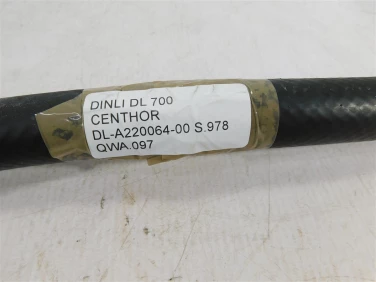 DINLI DL 700
CENTHOR
DL-A220064-00 S.978
QWA.097